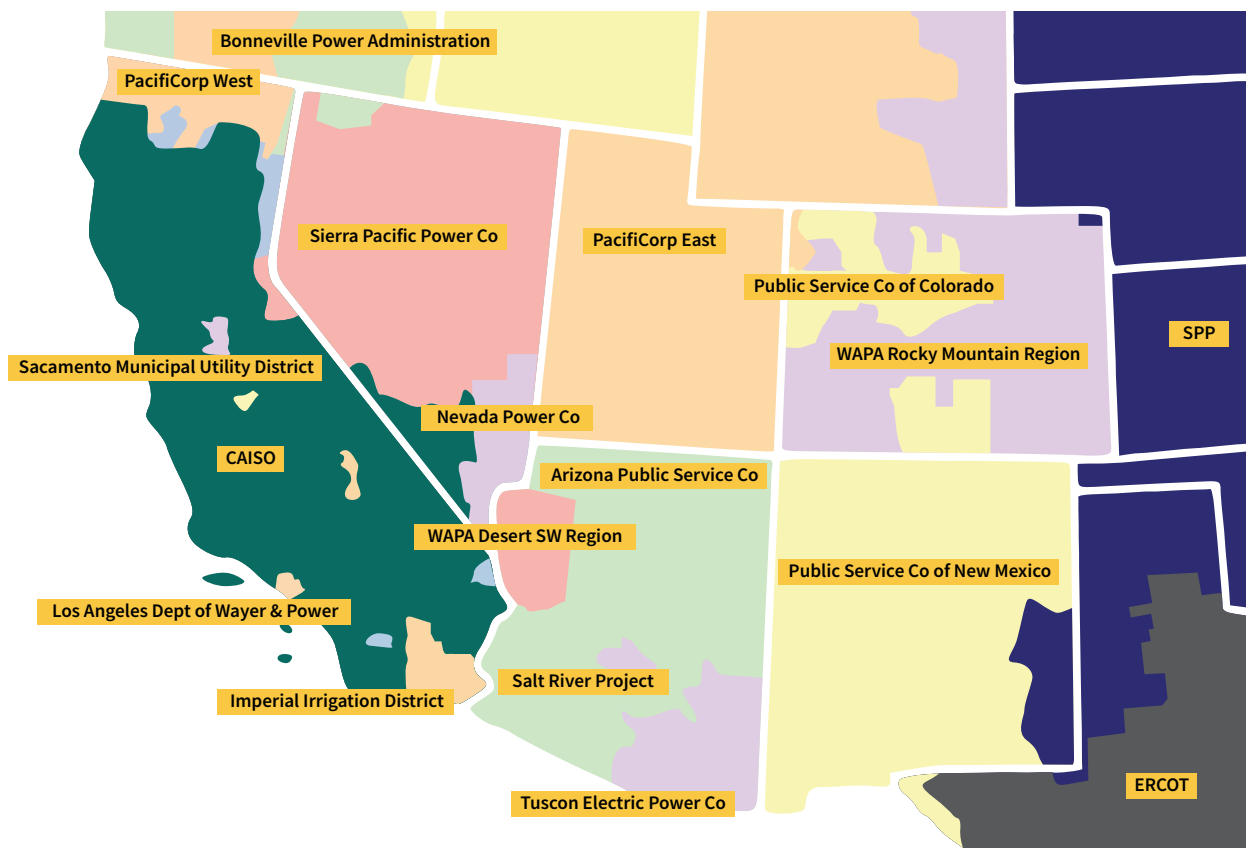 Bonneville Power Administration
PacifiCorp West
Sierra Pacific Power Co
PacifiCorp East
Public Service Co of Colorado
SPP
WAPA Rocky Mountain Region
Sacramento Municipal Utility District
Nevada Power Co
CAISO
Arizona Public Service Co
WAPA Desert SW Region
Public Service Co of New Mexico
Los Angeles Dept of Wayer & Power
Salt River Project
Imperial Irrigation District
ERCOT
Tuscon Electric Power Co